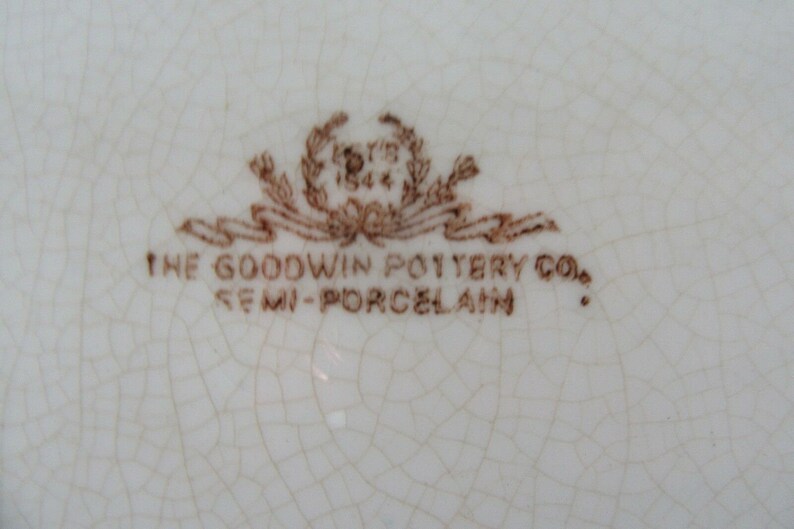 EST'D
1844
THE GOODWIN POTTERY CO.
SEMI-PORCELAIN